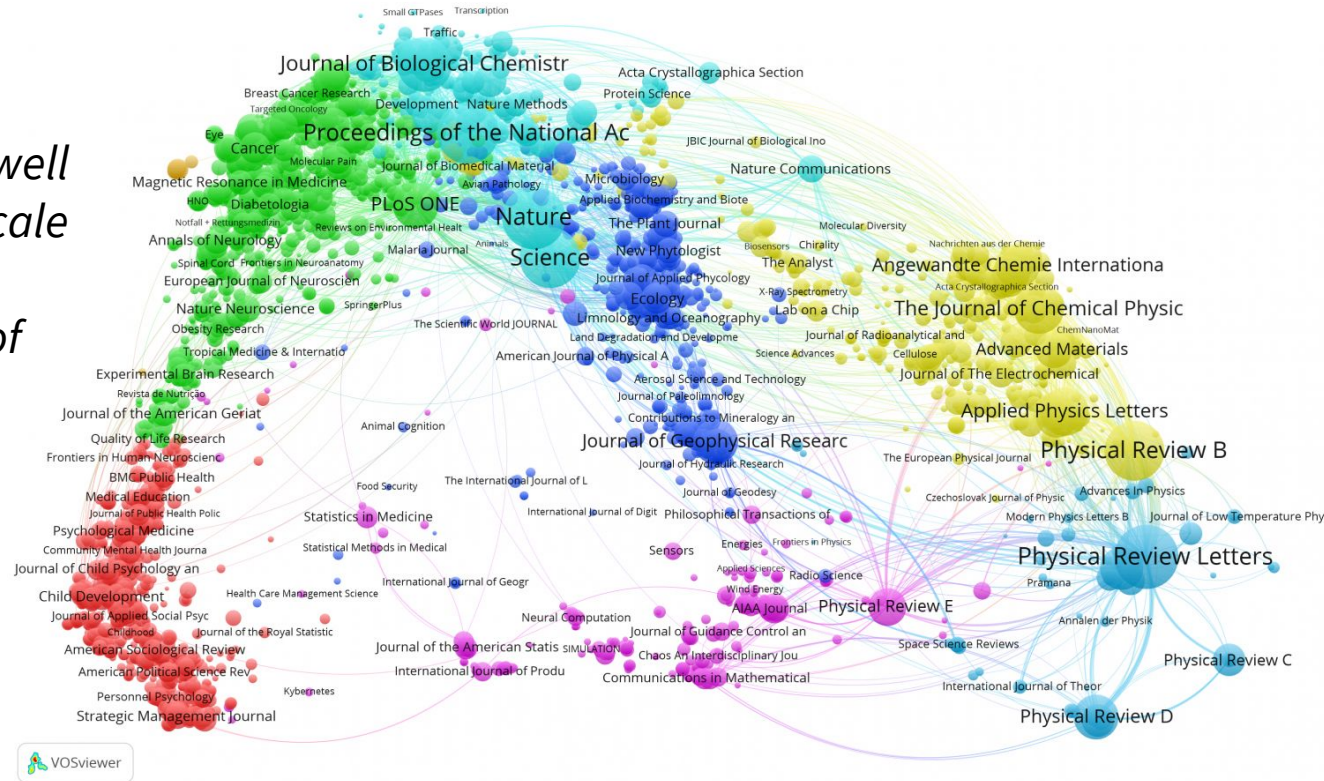 well
cale
of
Small GTPases
Transcription
Traffic
Journal of Biological Chemistr
Acta Crystallographica Section
Breast Cancer Research
Protein Science
Targeted Oncology
Development
Nature Methods
Eye
Proceedings of the National Ac
JBIC Journal of Biological Ino
Cancer
Molecular Pain
Journal of Biomedical Material
Nature Communications
Magnetic Resonance in Medicine
Avian Pathology
Microbiology
HNO
Diabetologia
PLoS ONE
Applied Biochemistry and Biote
Notfall + Rettungsmedizin
Reviews on Environmental Healt
Nature
The Plant Journal
Molecular Diversity
Annals of Neurology
Malaria Journal
Animals
New Phytologist
Biosensors
Chirality
Nachrichten aus der Chemie
Spinal Cord
Frontiers in Neuroanatomy
Science
The Analyst
Angewandte Chemie Internationa
European Journal of Neuroscien
Journal of Applied Phycology
Acta Crystallographica Section
X-Ray Spectrometry
Nature Neuroscience
SpringerPlus
Ecology
Lab on a Chip
The Journal of Chemical Physic
Obesity Research
The Scientific World JOURNAL
Limnology and Oceanography
ChemNanoMat
Tropical Medicine & Internatio
Land Degradation and Developme
Journal of Radioanalytical and
American Journal of Physical A
Science Advances
Cellulose
Advanced Materials
Experimental Brain Research
Aerosol Science and Technology
Journal of The Electrochemical
Revista de Nutrição
Journal of Paleolimnology
Journal of the American Geriat
Contributions to Mineralogy an
Applied Physics Letters
Animal Cognition
Quality of Life Research
Journal of Geophysical Researc
Physical Review B
Frontiers in Human Neuroscienc
Journal of Hydraulic Research
The European Physical Journal
BMC Public Health
Food Security
The International Journal of L
Journal of Geodesy
Czechoslovak Journal of Physic
Advances In Physics
Medical Education
Journal of Public Health Polic
Statistics in Medicine
International Journal of Digit
Philosophical Transactions of
Modern Physics Letters B
Journal of Low Temperature Phy
Psychological Medicine
Community Mental Health Journa
Statistical Methods in Medical
Sensors
Energies
Frontiers in Physics
Physical Review Letters
Journal of Child Psychology an
International Journal of Geogr
Applied Sciences
Radio Science
Pramana
Child Development
Health Care Management Science
Wind Energy
Journal of Applied Social Psyc
Neural Computation
AIAA Journal
Physical Review E
Annalen der Physik
Childhood
Journal of the Royal Statistic
Journal of Guidance Control an
American Sociological Review
Journal of the American Statis
SIMULATION
Chaos An Interdisciplinary Jou
Space Science Reviews
Physical Review C
American Political Science Rev
International Journal of Produ
Communications in Mathematical
International Journal of Theor
Personnel Psychology
Kybernetes
Strategic Management Journal
Physical Review D
VOSviewer